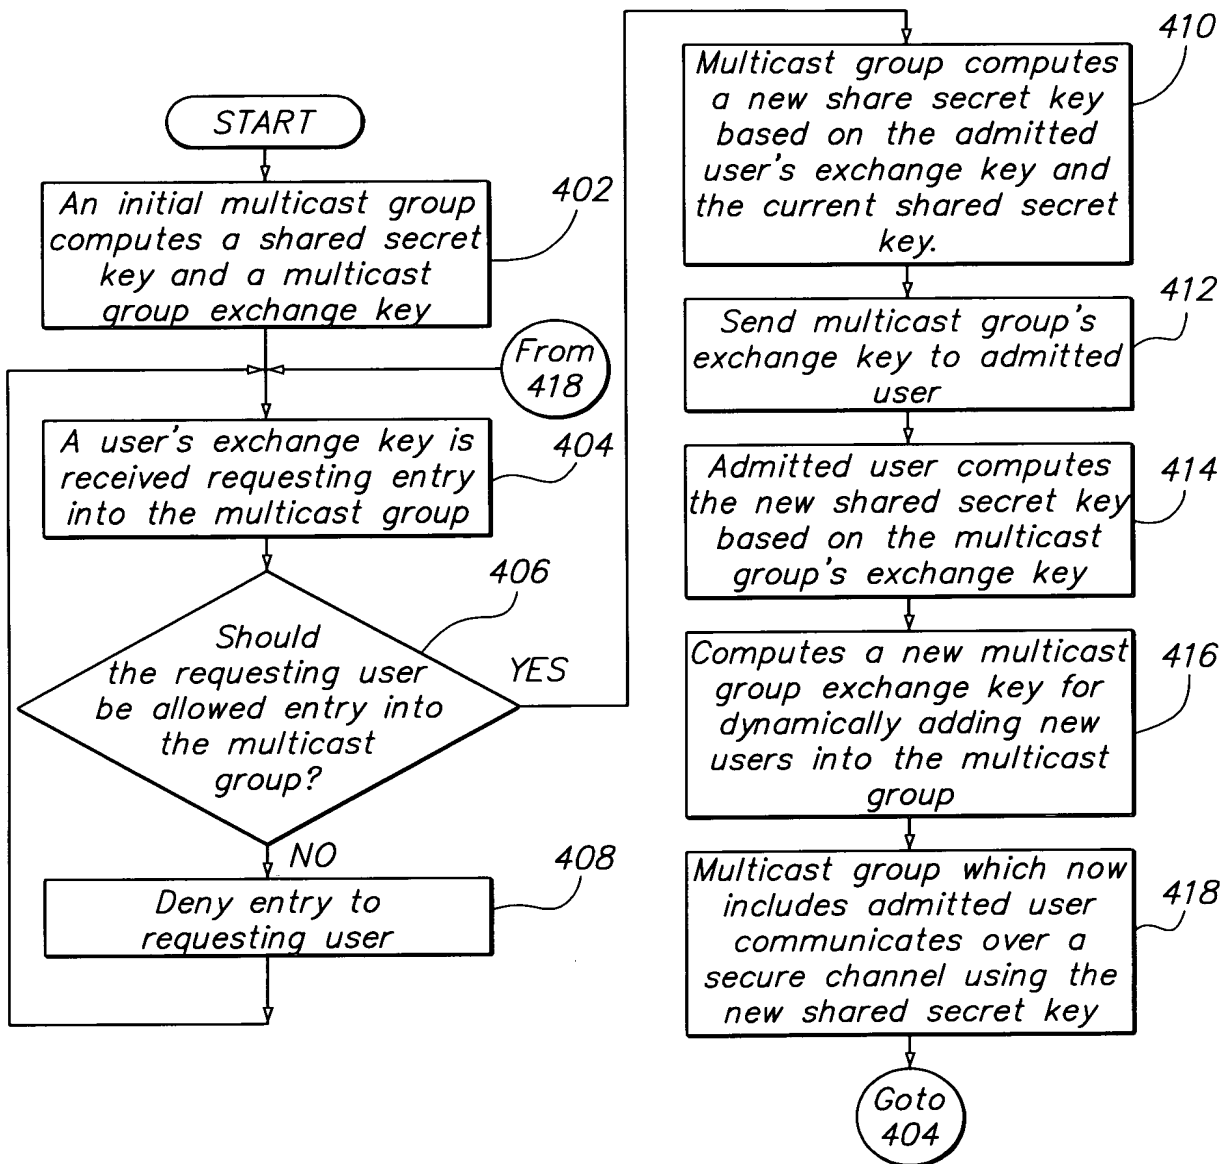 START
An initial multicast group
computes a shared secret
key and a multicast
group exchange key
402
From
418
A user's exchange key is
received requesting entry
into the multicast group
404
406
Should
the requesting user
be allowed entry into
the multicast
group?
YES
NO
Deny entry to
requesting user
408
410
Multicast group computes
a new share secret key
based on the admitted
user's exchange key and
the current shared secret
key.
412
Send multicast group's
exchange key to admitted
user
Admitted user computes
the new shared secret key
based on the multicast
group's exchange key
414
Computes a new multicast
group exchange key for
dynamically adding new
users into the multicast
group
416
Multicast group which now
includes admitted user
communicates over a
secure channel using the
new shared secret key
418
Goto
404